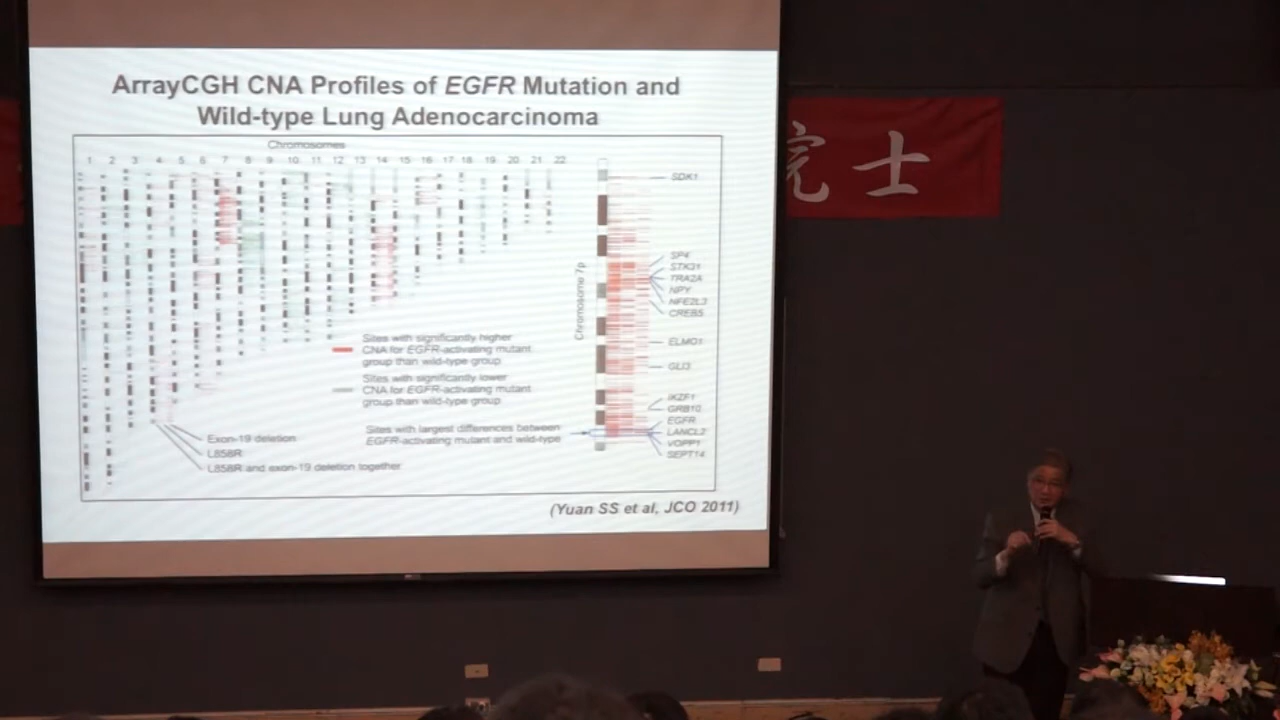 ArrayCGH CNA Profiles of EGFR Mutation and
Wild-type Lung Adenocarcinoma
Chromosomes
1 2 3 4 5 6 7 8 9 10 11 12 13 14 15 16 17 18 19 20 21 22
Chromosome 7p
SDK1
SP4
STK31
TRA2A
NPY
NFE2L3
CREB5
ELMO1
GLI3
IKZF1
GRB10
EGFR
LANCL2
VOPP1
SEPT14
Sites with significantly higher
CNA for EGFR-activating mutant
group than wild-type group
Sites with significantly lower
CNA for EGFR-activating mutant
group than wild-type group
Sites with largest differences between
EGFR-activating mutant and wild-type
Exon-19 deletion
L858R
L858R and exon-19 deletion together
(Yuan SS et al, JCO 2011)
院士